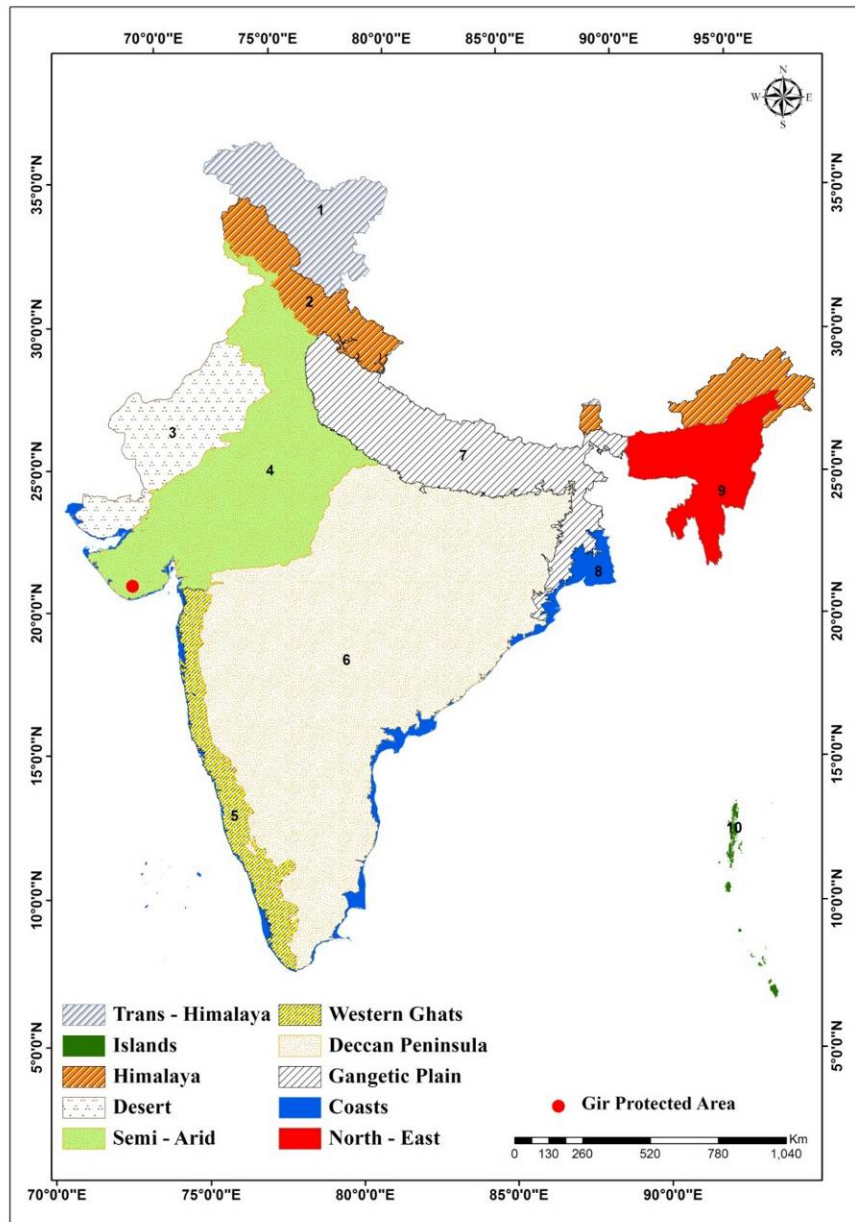 70°0'0"E 75°0'0"E 80°0'0"E 85°0'0"E 90°0'0"E 95°0'0"E
N
W E
S
35°0'0"N 35°0'0"N
1
2
30°0'0"N 30°0'0"N
3
7
4
25°0'0"N 25°0'0"N
9
8
20°0'0"N 20°0'0"N
6
15°0'0"N 15°0'0"N
5
10
10°0'0"N 10°0'0"N
Trans - Himalaya Western Ghats
Islands Deccan Peninsula
5°0'0"N 5°0'0"N
Himalaya Gangetic Plain
Desert Coasts
Gir Protected Area
Semi - Arid North - East
Km
0 130 260 520 780 1,040
70°0'0"E 75°0'0"E 80°0'0"E 85°0'0"E 90°0'0"E